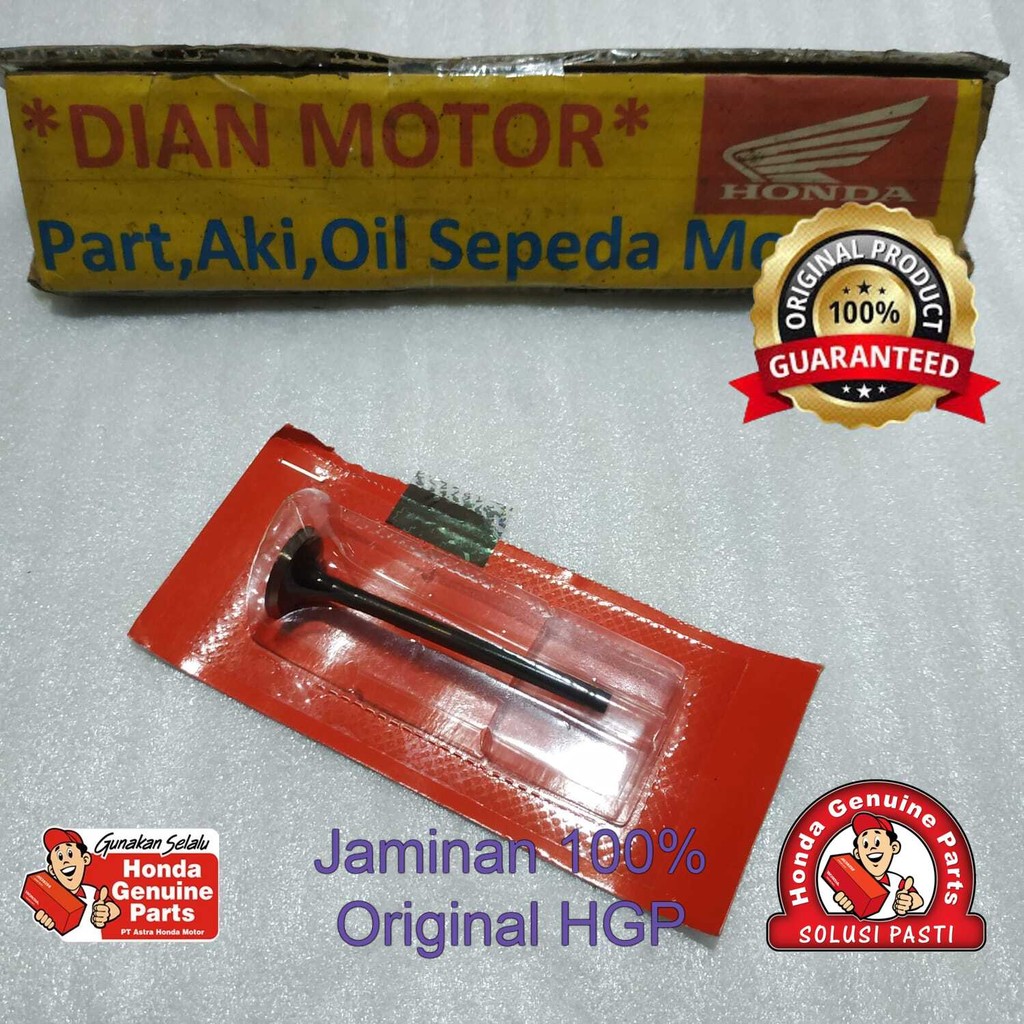 *DIAN MOTOR*
HONDA
Part,Aki,Oil Sepeda Mo
ORIGINAL PRODUCT
100%
GUARANTEED
Gunakan Selalu
Honda
Genuine
Parts
PT Astra Honda Motor
Jaminan 100%
Original HGP
Honda Genuine Parts
SOLUSI PASTI